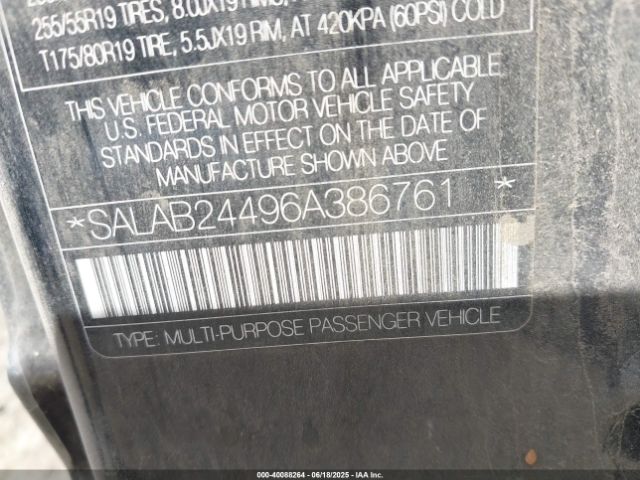 255/55R19 TIRES, 8.0JX19
T175/80R19 TIRE, 5.5JX19 RIM, AT 420KPA (60PSI) COLD
THIS VEHICLE CONFORMS TO ALL APPLICABLE
U.S. FEDERAL MOTOR VEHICLE SAFETY
STANDARDS IN EFFECT ON THE DATE OF
MANUFACTURE SHOWN ABOVE
*SALAB24496A386761 *
TYPE: MULTI-PURPOSE PASSENGER VEHICLE
000-40088264 - 06/18/2025 - IAA Inc.